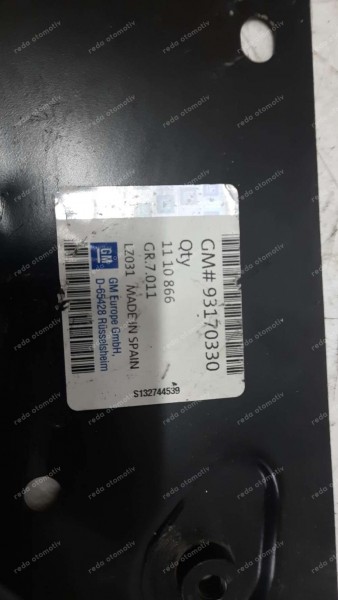 GM# 93170330
Qty
11 10 866
GR.7.011
LZ031 MADE IN SPAIN
GM
GM Europe GmbH,
D-65428 Rüsselsheim
S132744539
redo otomotiv